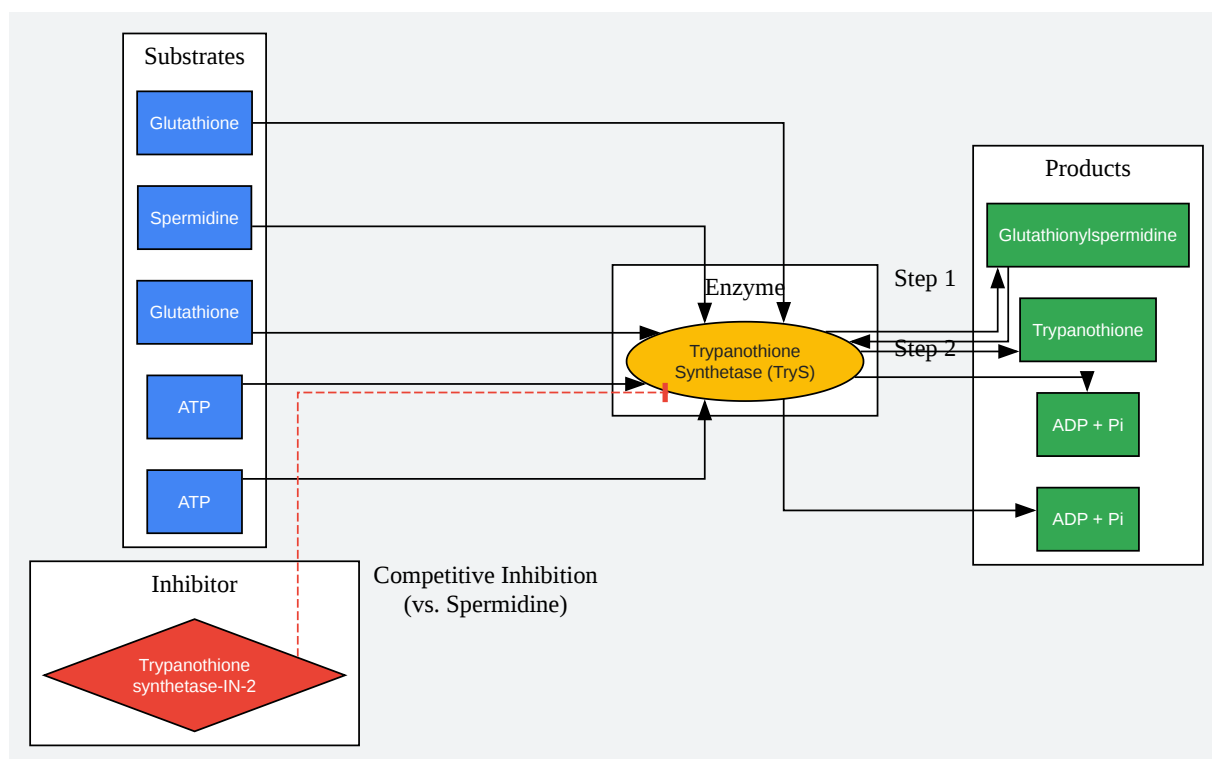 Substrates
Glutathione
Spermidine
Glutathione
ATP
ATP
Enzyme
Trypanothione
Synthetase (TryS)
Step 1
Step 2
Products
Glutathionylspermidine
Trypanothione
ADP + Pi
ADP + Pi
Inhibitor
Trypanothione
synthetase-IN-2
Competitive Inhibition
(vs. Spermidine)